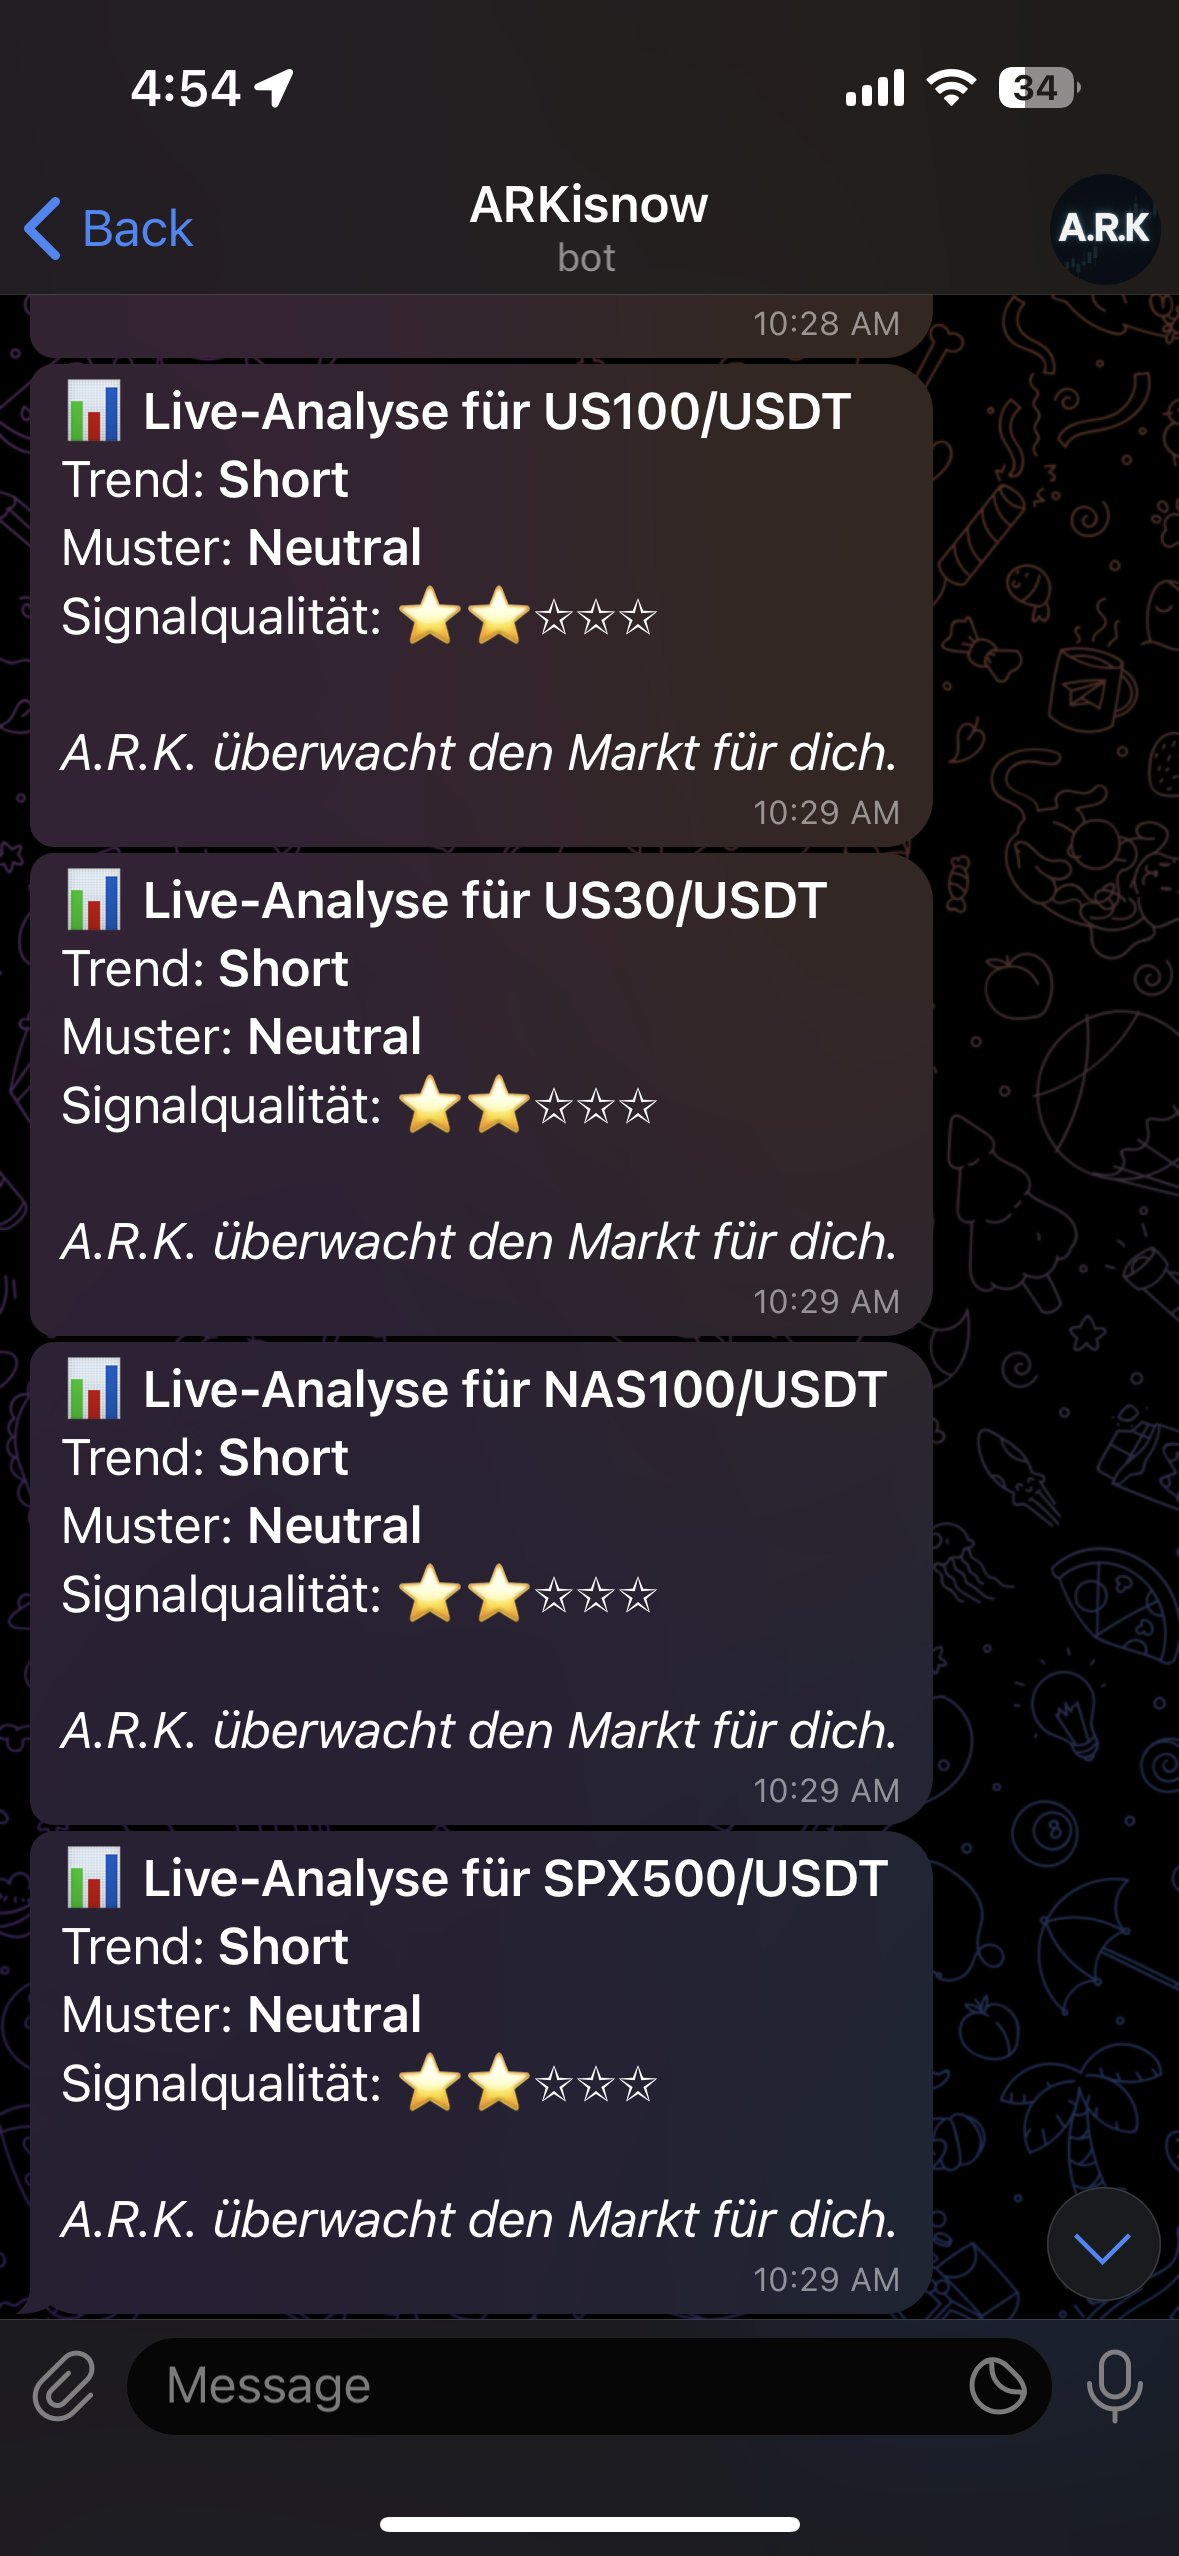 4:54
34
Back
ARKisnow
bot
A.R.K
10:28 AM
📊 Live-Analyse für US100/USDT
Trend: Short
Muster: Neutral
Signalqualität: ⭐⭐☆☆☆
A.R.K. überwacht den Markt für dich.
10:29 AM
📊 Live-Analyse für US30/USDT
Trend: Short
Muster: Neutral
Signalqualität: ⭐⭐☆☆☆
A.R.K. überwacht den Markt für dich.
10:29 AM
📊 Live-Analyse für NAS100/USDT
Trend: Short
Muster: Neutral
Signalqualität: ⭐⭐☆☆☆
A.R.K. überwacht den Markt für dich.
10:29 AM
📊 Live-Analyse für SPX500/USDT
Trend: Short
Muster: Neutral
Signalqualität: ⭐⭐☆☆☆
A.R.K. überwacht den Markt für dich.
10:29 AM
Message